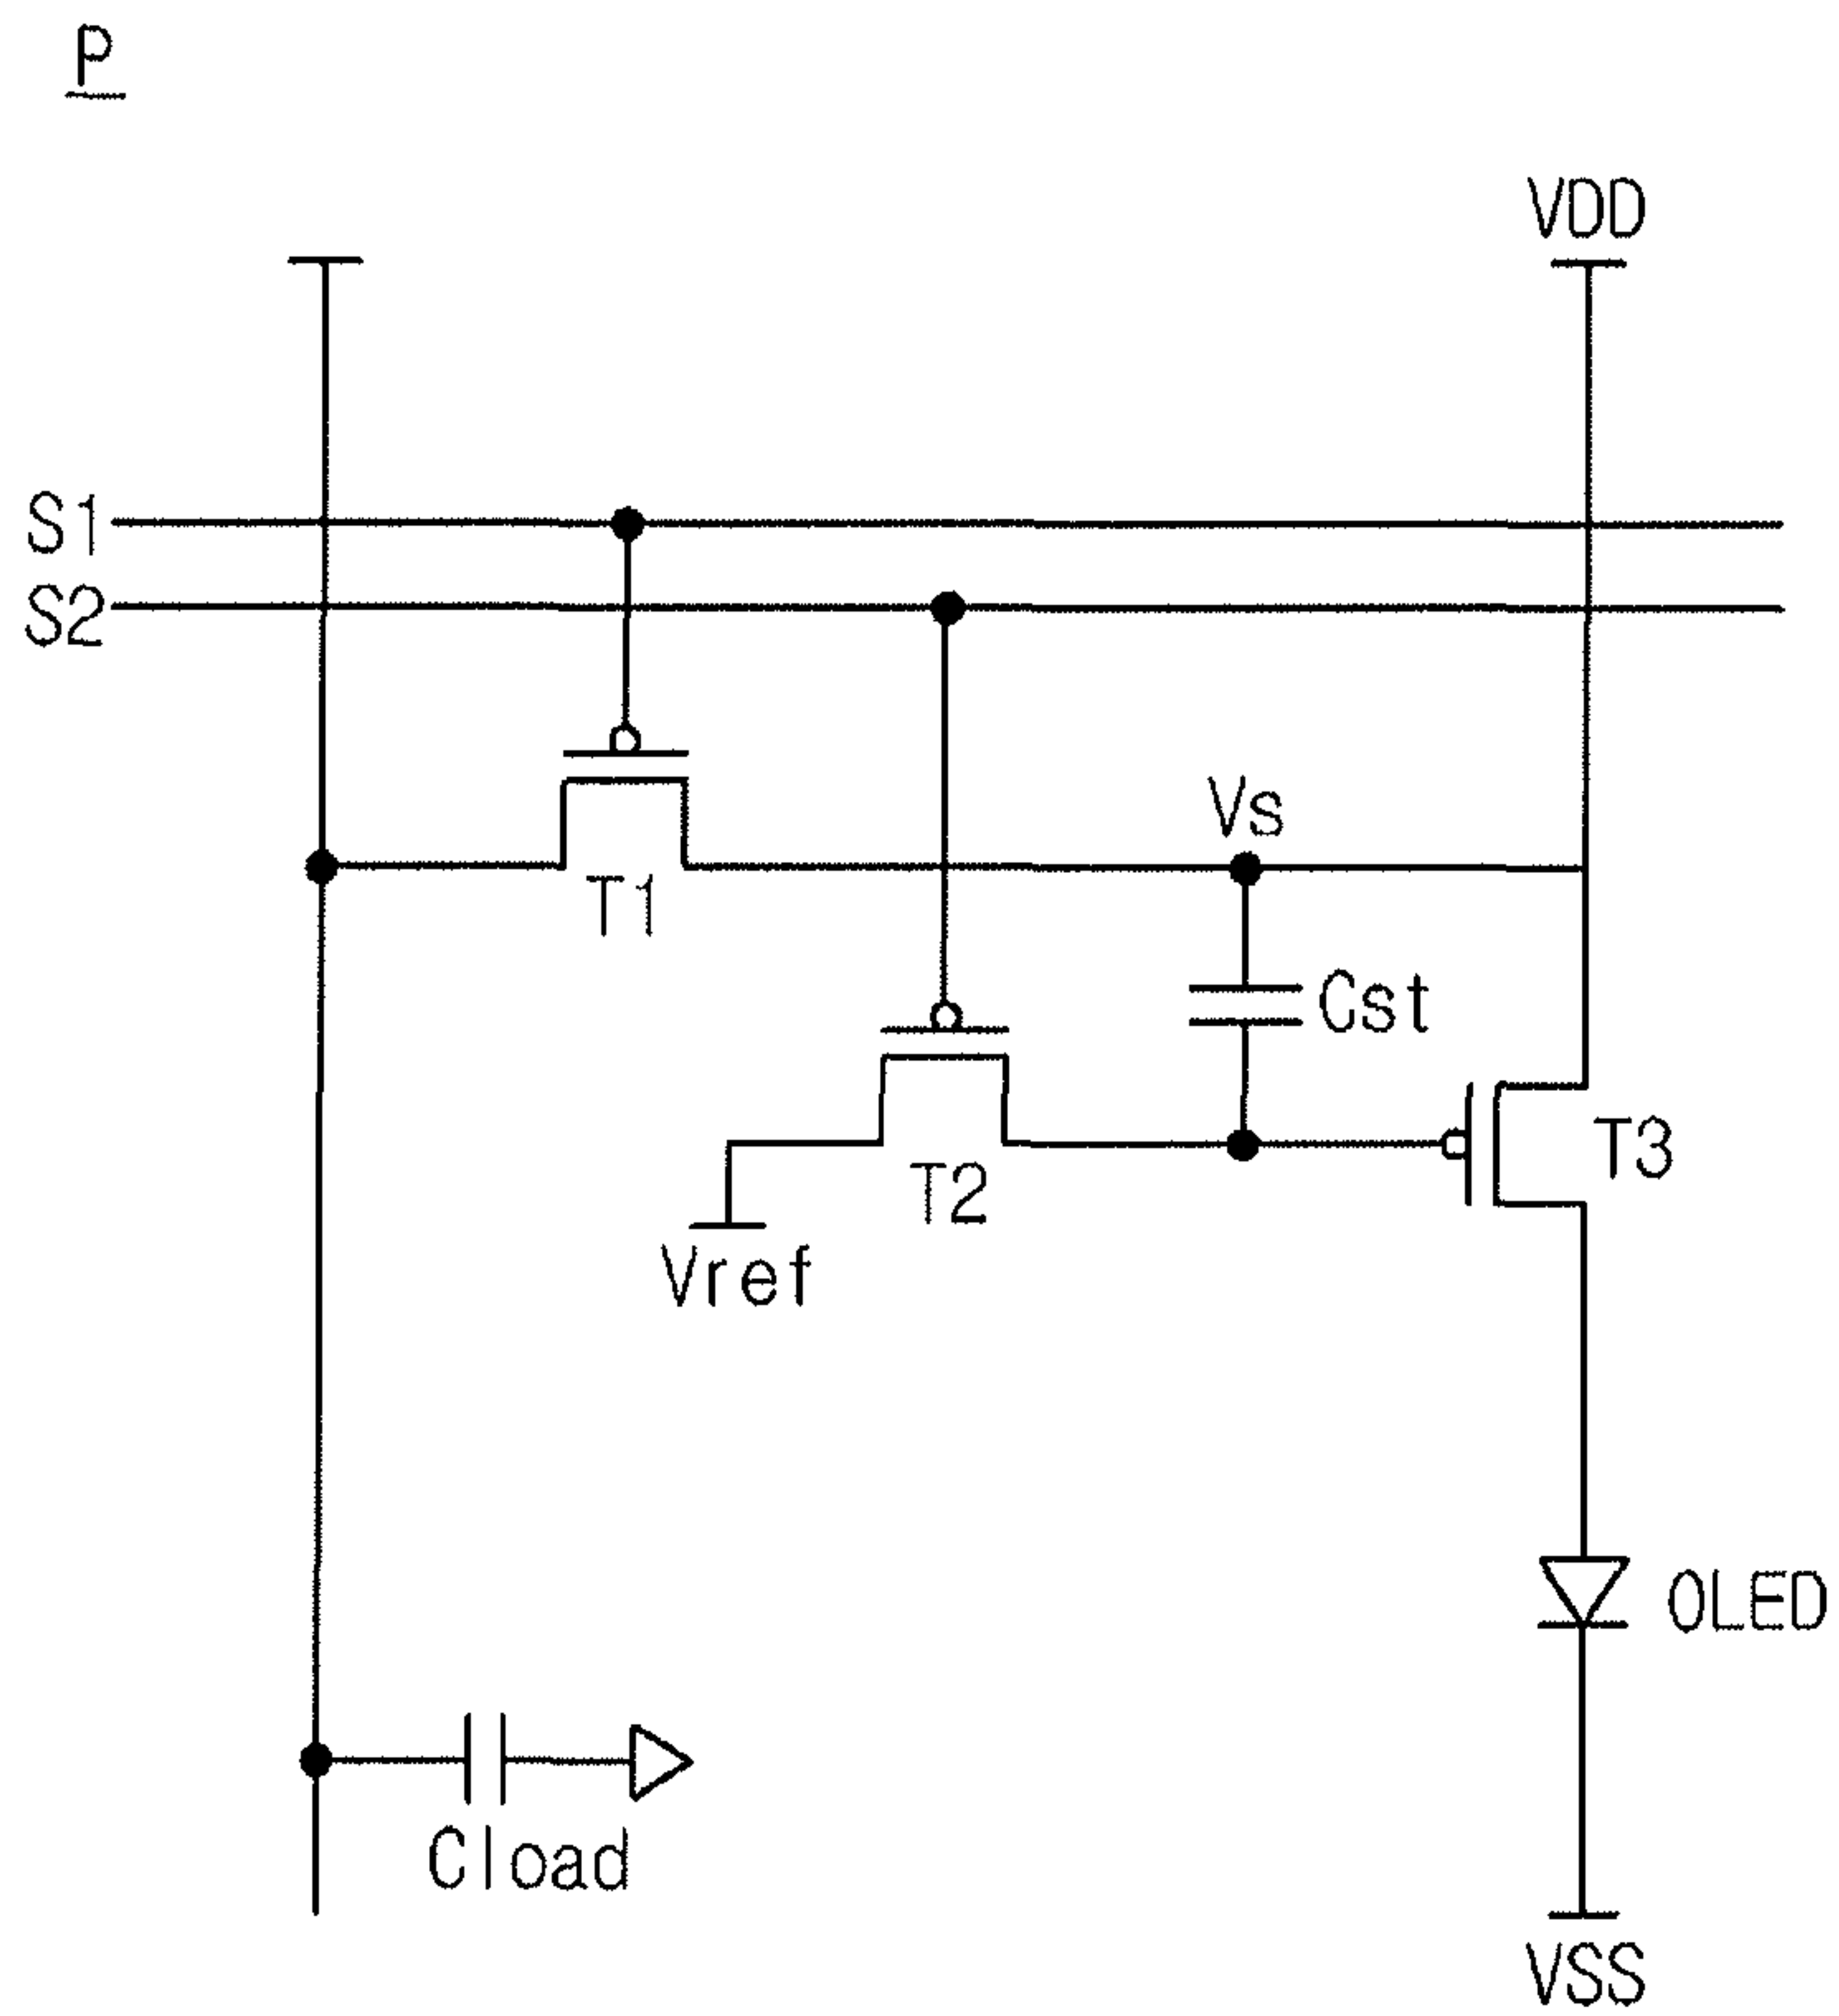 P
VDD
S1
S2
Vs
T1
Cst
T3
T2
Vref
OLED
Cload
VSS